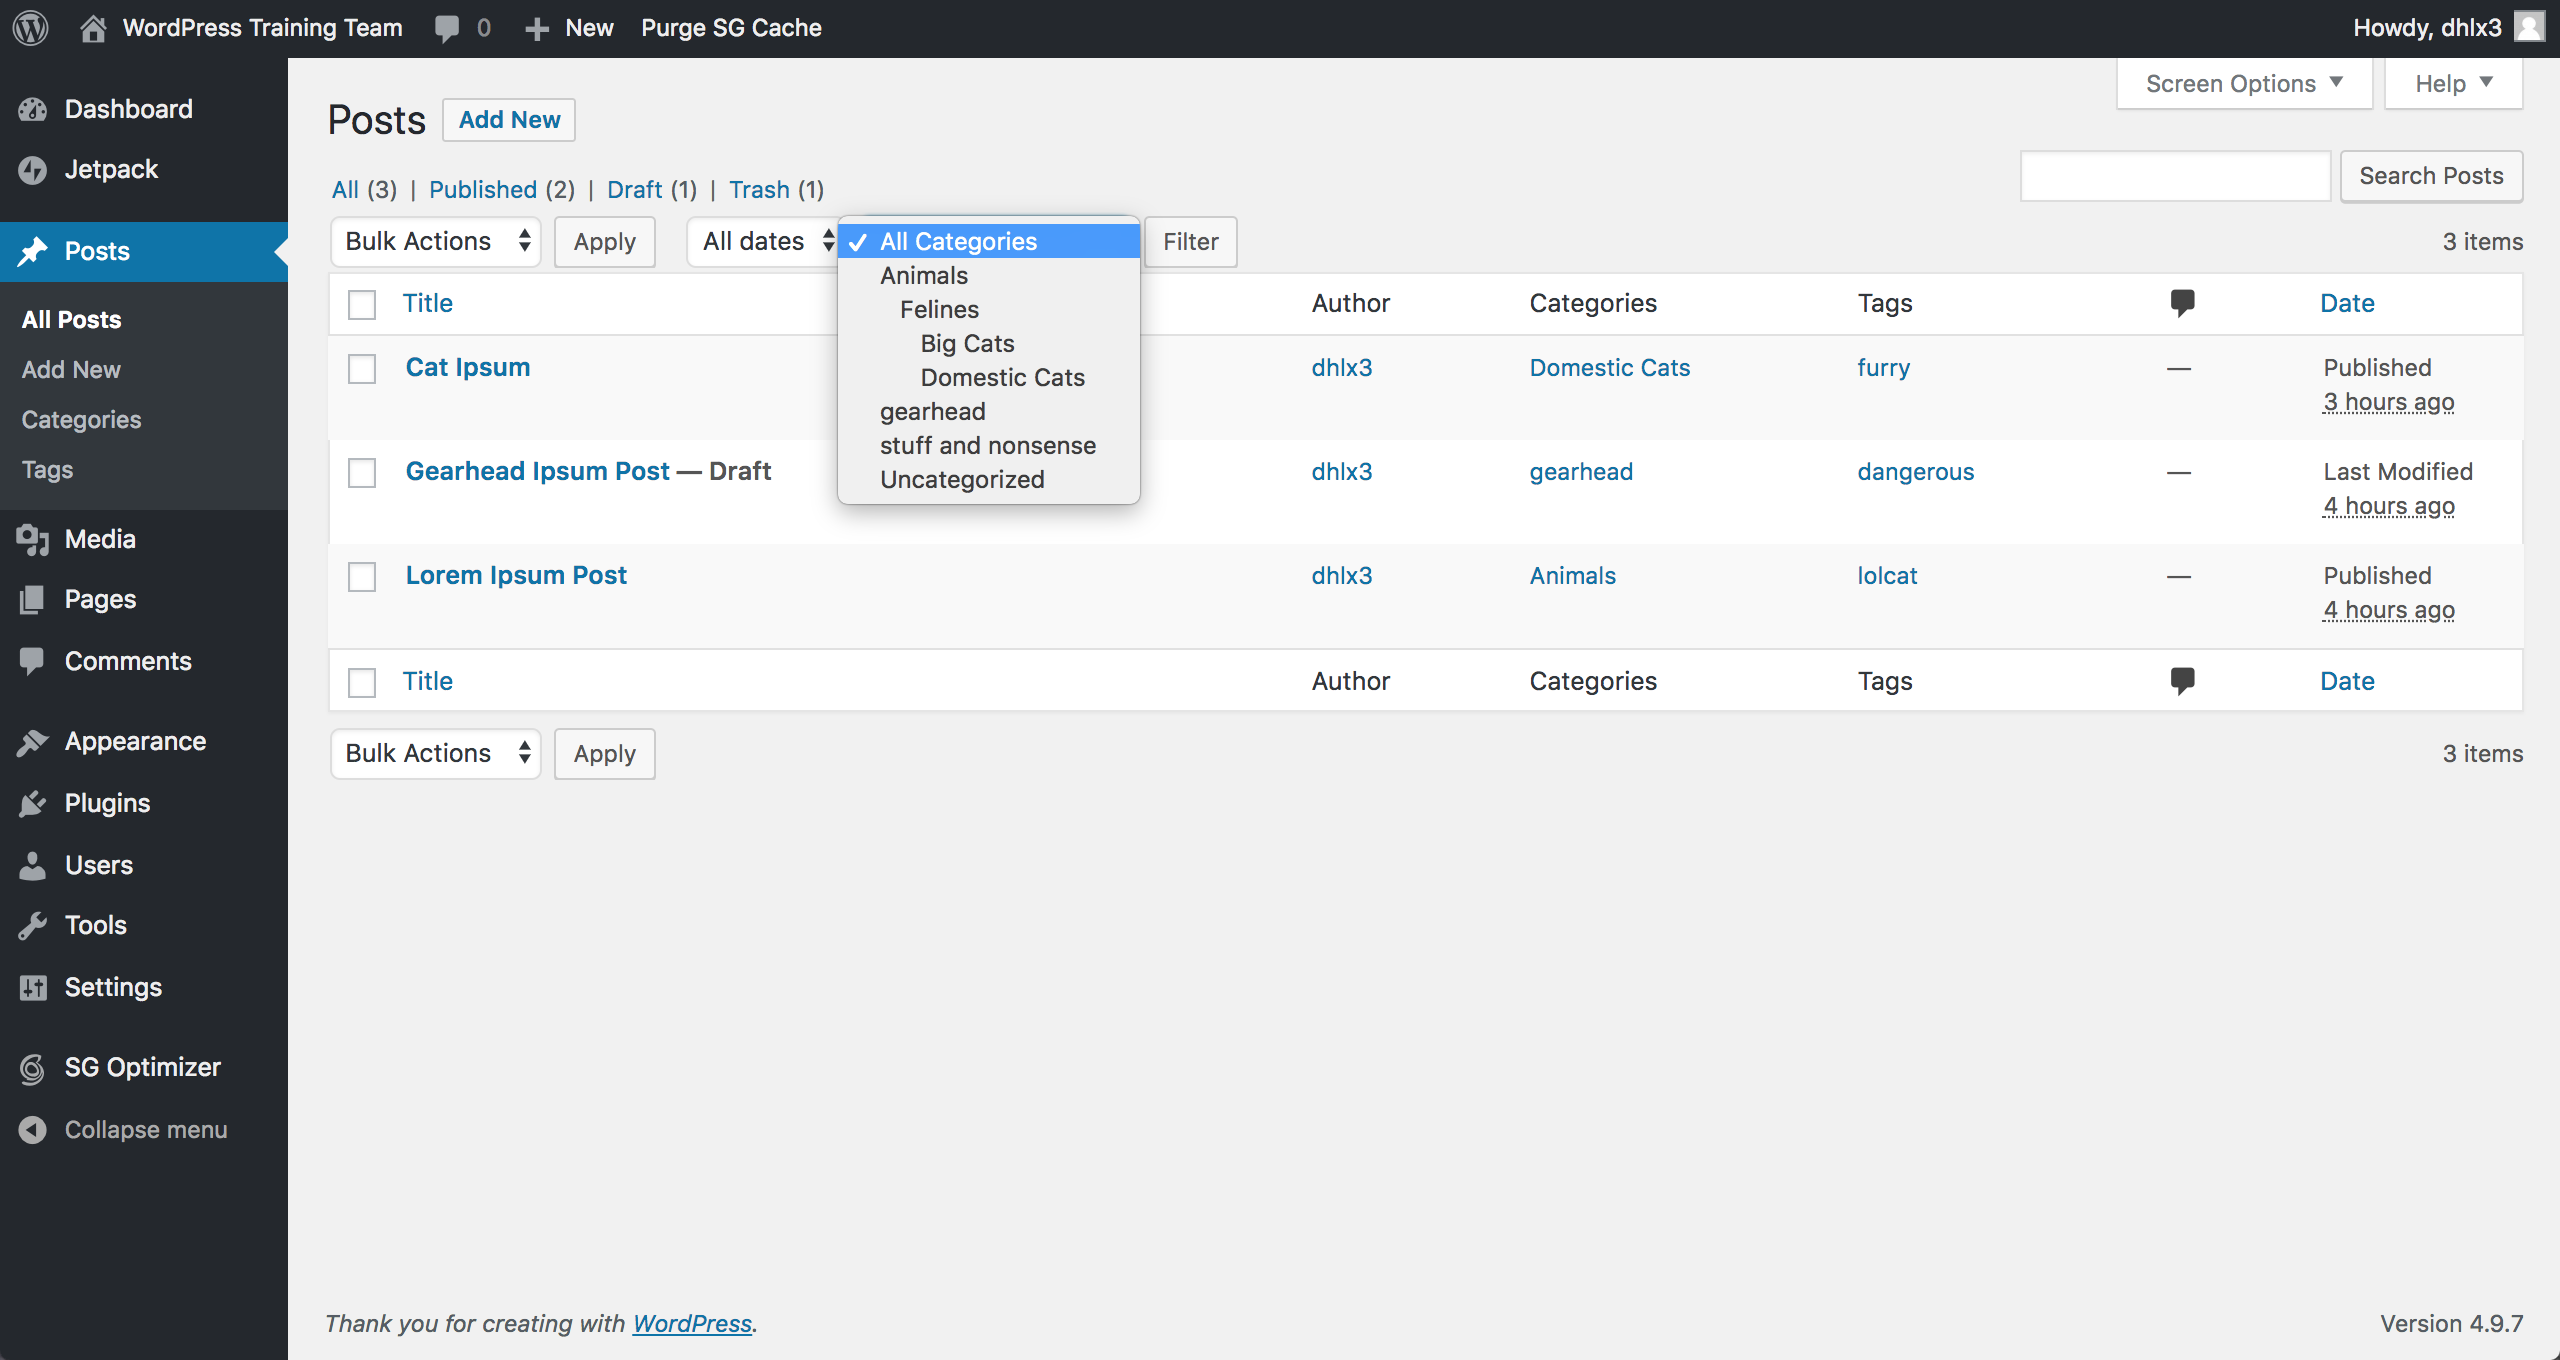 WordPress Training Team 0 New Purge SG Cache Howdy, dhlx3
Screen Options Help
Dashboard
Jetpack
Posts
All Posts
Add New
Categories
Tags
Media
Pages
Comments
Appearance
Plugins
Users
Tools
Settings
SG Optimizer
Collapse menu
Posts Add New
All (3) | Published (2) | Draft (1) | Trash (1)
Search Posts
Bulk Actions Apply All dates All Categories Filter 3 items
Animals
Felines
Big Cats
Domestic Cats
gearhead
stuff and nonsense
Uncategorized
Title Author Categories Tags Date
Cat Ipsum dhlx3 Domestic Cats furry — Published
3 hours ago
Gearhead Ipsum Post — Draft dhlx3 gearhead dangerous — Last Modified
4 hours ago
Lorem Ipsum Post dhlx3 Animals lolcat — Published
4 hours ago
Title Author Categories Tags Date
Bulk Actions Apply 3 items
Thank you for creating with WordPress. Version 4.9.7